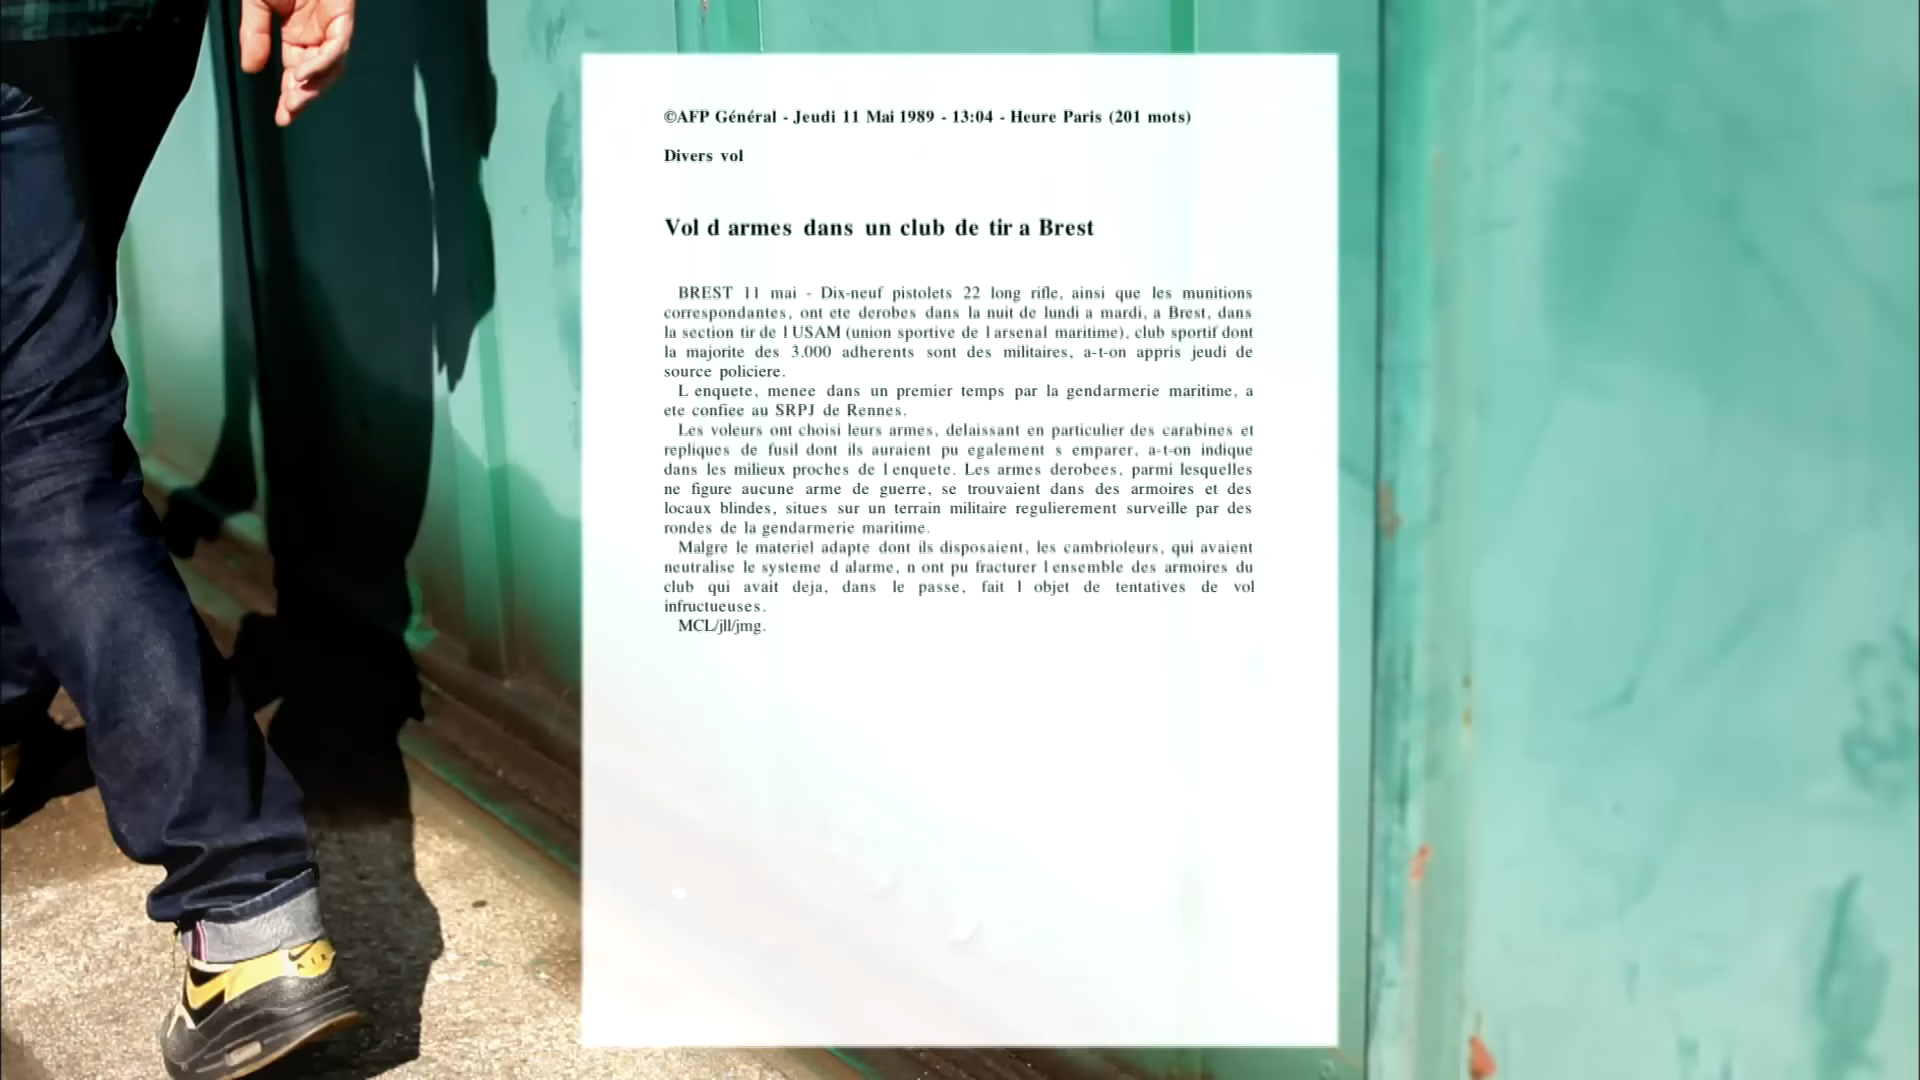 ©AFP Général - Jeudi 11 Mai 1989 - 13:04 - Heure Paris (201 mots)
Divers vol
Vol d armes dans un club de tir a Brest
BREST 11 mai - Dix-neuf pistolets 22 long rifle, ainsi que les munitions
correspondantes, ont ete derobes dans la nuit de lundi a mardi, a Brest, dans
la section tir de l USAM (union sportive de l arsenal maritime), club sportif dont
la majorite des 3.000 adherents sont des militaires, a-t-on appris jeudi de
source policiere.
L enquete, menee dans un premier temps par la gendarmerie maritime, a
ete confiee au SRPJ de Rennes.
Les voleurs ont choisi leurs armes, delaissant en particulier des carabines et
repliques de fusil dont ils auraient pu egalement s emparer, a-t-on indique
dans les milieux proches de l enquete. Les armes derobees, parmi lesquelles
ne figure aucune arme de guerre, se trouvaient dans des armoires et des
locaux blindes, situes sur un terrain militaire regulierement surveille par des
rondes de la gendarmerie maritime.
Malgre le materiel adapte dont ils disposaient, les cambrioleurs, qui avaient
neutralise le systeme d alarme, n ont pu fracturer l ensemble des armoires du
club qui avait deja, dans le passe, fait l objet de tentatives de vol
infructueuses.
MCL/jll/jmg.
AIR